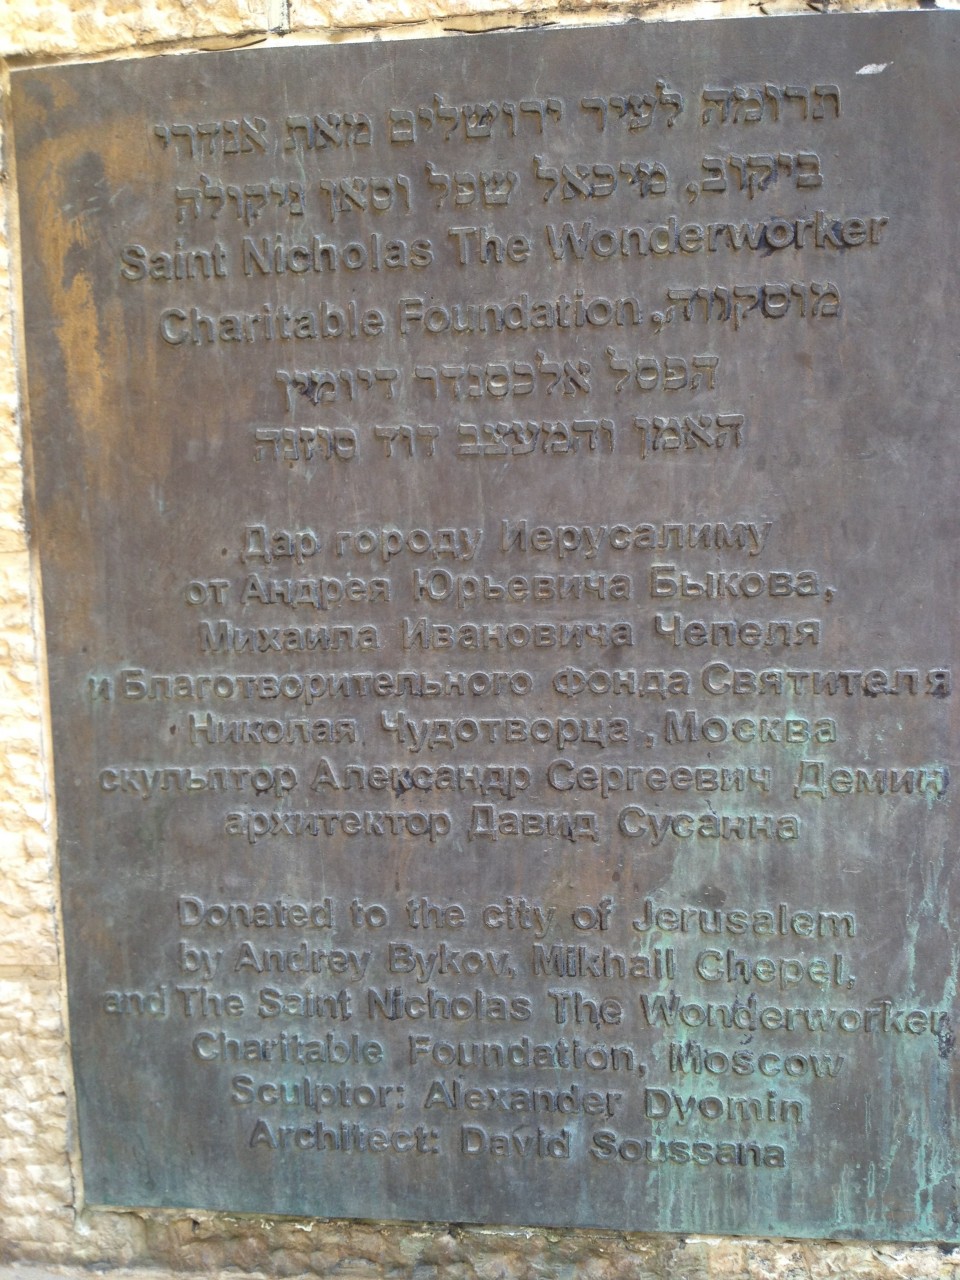 תרומה לעיר ירושלים מאת אנדרי
ביקוב, מיכאל שפל וסאן ניקולה
Saint Nicholas The Wonderworker
Charitable Foundation, מוסקווה
הפסל אלכסנדר דיומין
האמן והמעצב דוד סוזנה
Дар городу Иерусалиму
от Андрея Юрьевича Быкова,
Михаила Ивановича Чепеля
и Благотворительного Фонда Святителя
Николая Чудотворца , Москва
скульптор Александр Сергеевич Демин
архитектор Давид Сусанна
Donated to the city of Jerusalem
by Andrey Bykov, Mikhail Chepel,
and The Saint Nicholas The Wonderworker
Charitable Foundation, Moscow
Sculptor: Alexander Dyomin
Architect: David Soussana